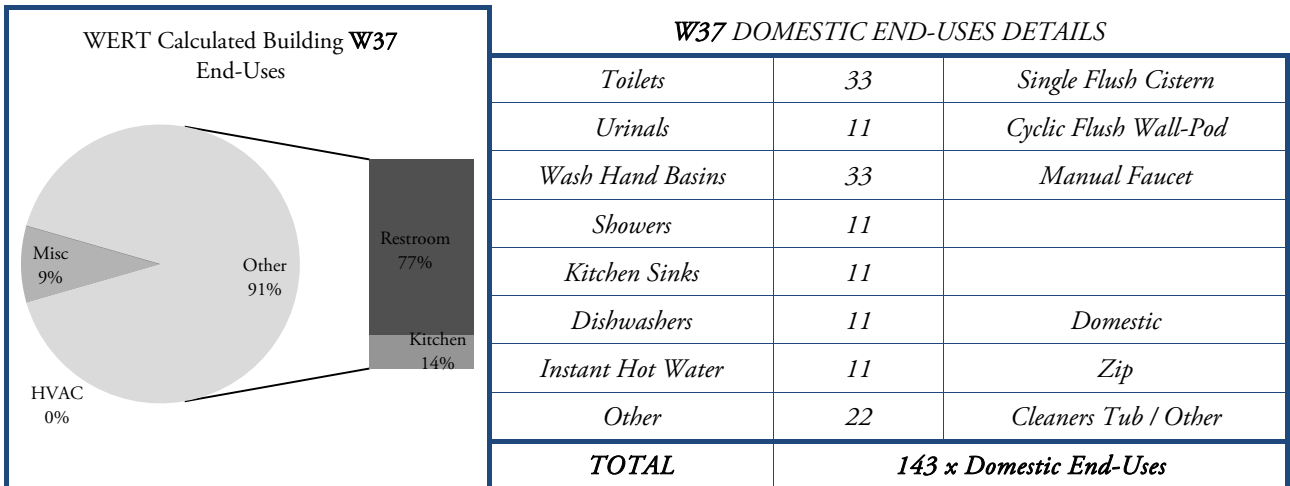 WERT Calculated Building W37
End-Uses
Misc
9%
Other
91%
HVAC
0%
Restroom
77%
Kitchen
14%
W37 DOMESTIC END-USES DETAILS
Toilets 33 Single Flush Cistern
Urinals 11 Cyclic Flush Wall-Pod
Wash Hand Basins 33 Manual Faucet
Showers 11
Kitchen Sinks 11
Dishwashers 11 Domestic
Instant Hot Water 11 Zip
Other 22 Cleaners Tub / Other
TOTAL 143 x Domestic End-Uses